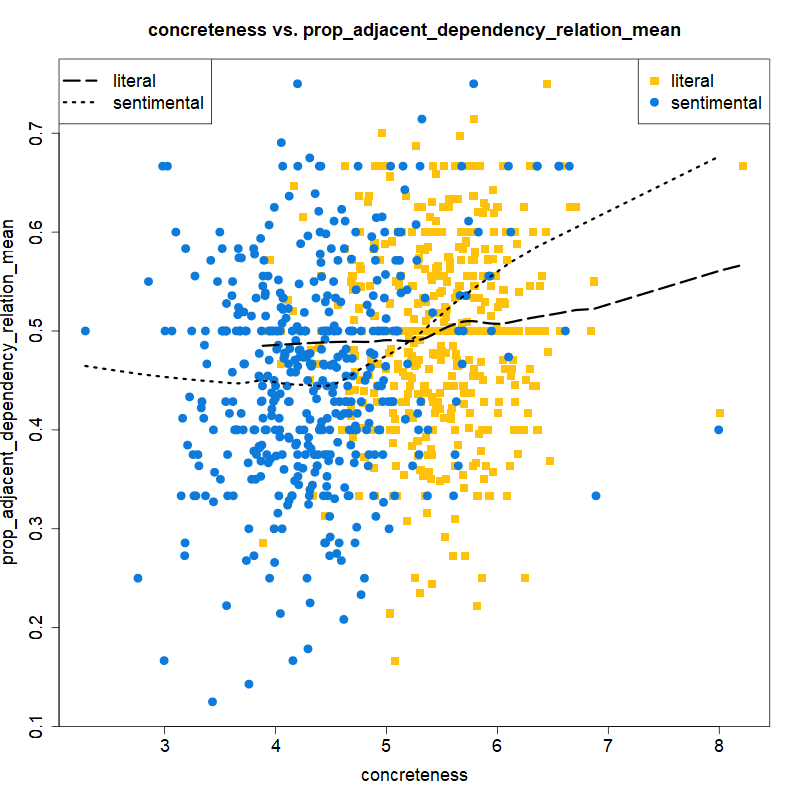 concreteness vs. prop_adjacent_dependency_relation_mean
literal
sentimental
literal
sentimental
prop_adjacent_dependency_relation_mean
0.7
0.6
0.5
0.4
0.3
0.2
0.1
3 4 5 6 7 8
concreteness